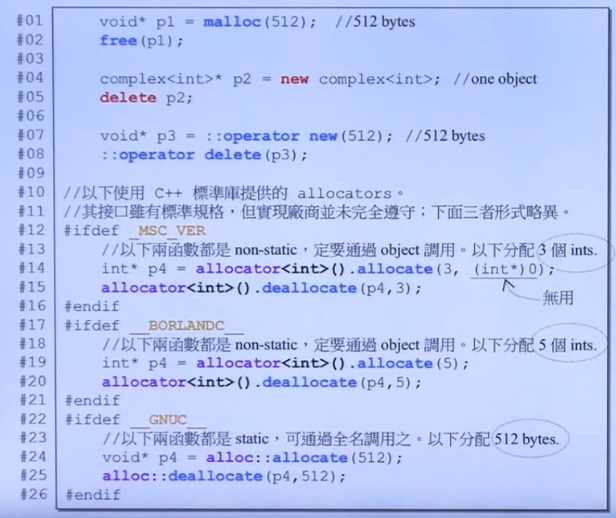 #01 void* p1 = malloc(512); //512 bytes
#02 free(p1);
#03
#04 complex<int>* p2 = new complex<int>; //one object
#05 delete p2;
#06
#07 void* p3 = ::operator new(512); //512 bytes
#08 ::operator delete(p3);
#09
#10 //以下使用 C++ 標準庫提供的 allocators。
#11 //其接口雖有標準規格，但實現廠商並未完全遵守；下面三者形式略異。
#12 #ifdef _MSC_VER
#13 //以下兩函數都是 non-static，定要通過 object 調用。以下分配 3 個 ints.
#14 int* p4 = allocator<int>().allocate(3, (int*)0);
#15 allocator<int>().deallocate(p4,3);
無用
#16 #endif
#17 #ifdef __BORLANDC__
#18 //以下兩函數都是 non-static，定要通過 object 調用。以下分配 5 個 ints.
#19 int* p4 = allocator<int>().allocate(5);
#20 allocator<int>().deallocate(p4,5);
#21 #endif
#22 #ifdef __GNUC__
#23 //以下兩函數都是 static，可通過全名調用之。以下分配 512 bytes.
#24 void* p4 = alloc::allocate(512);
#25 alloc::deallocate(p4,512);
#26 #endif